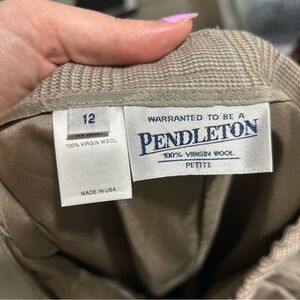 12
100% VIRGIN WOOL
MADE IN USA
WARRANTED TO BE A
PENDLETON
100% VIRGIN WOOL
PETITE